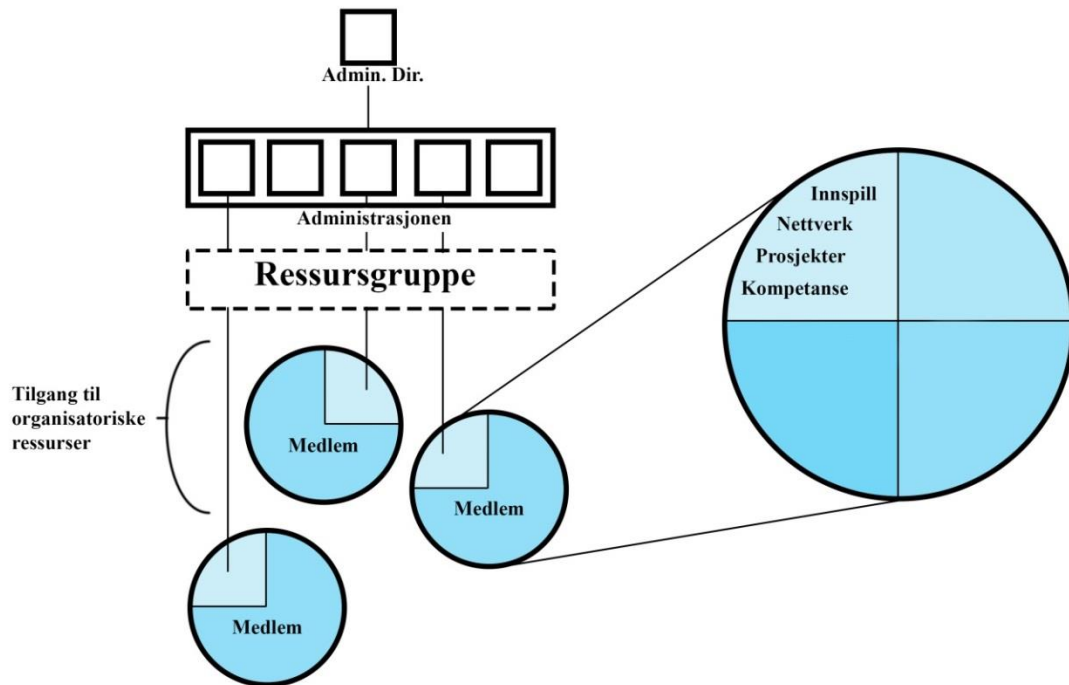 Admin. Dir.
Administrasjonen
Ressursgruppe
Tilgang til
organisatoriske
ressurser
Medlem
Medlem
Medlem
Innspill
Nettverk
Prosjekter
Kompetanse